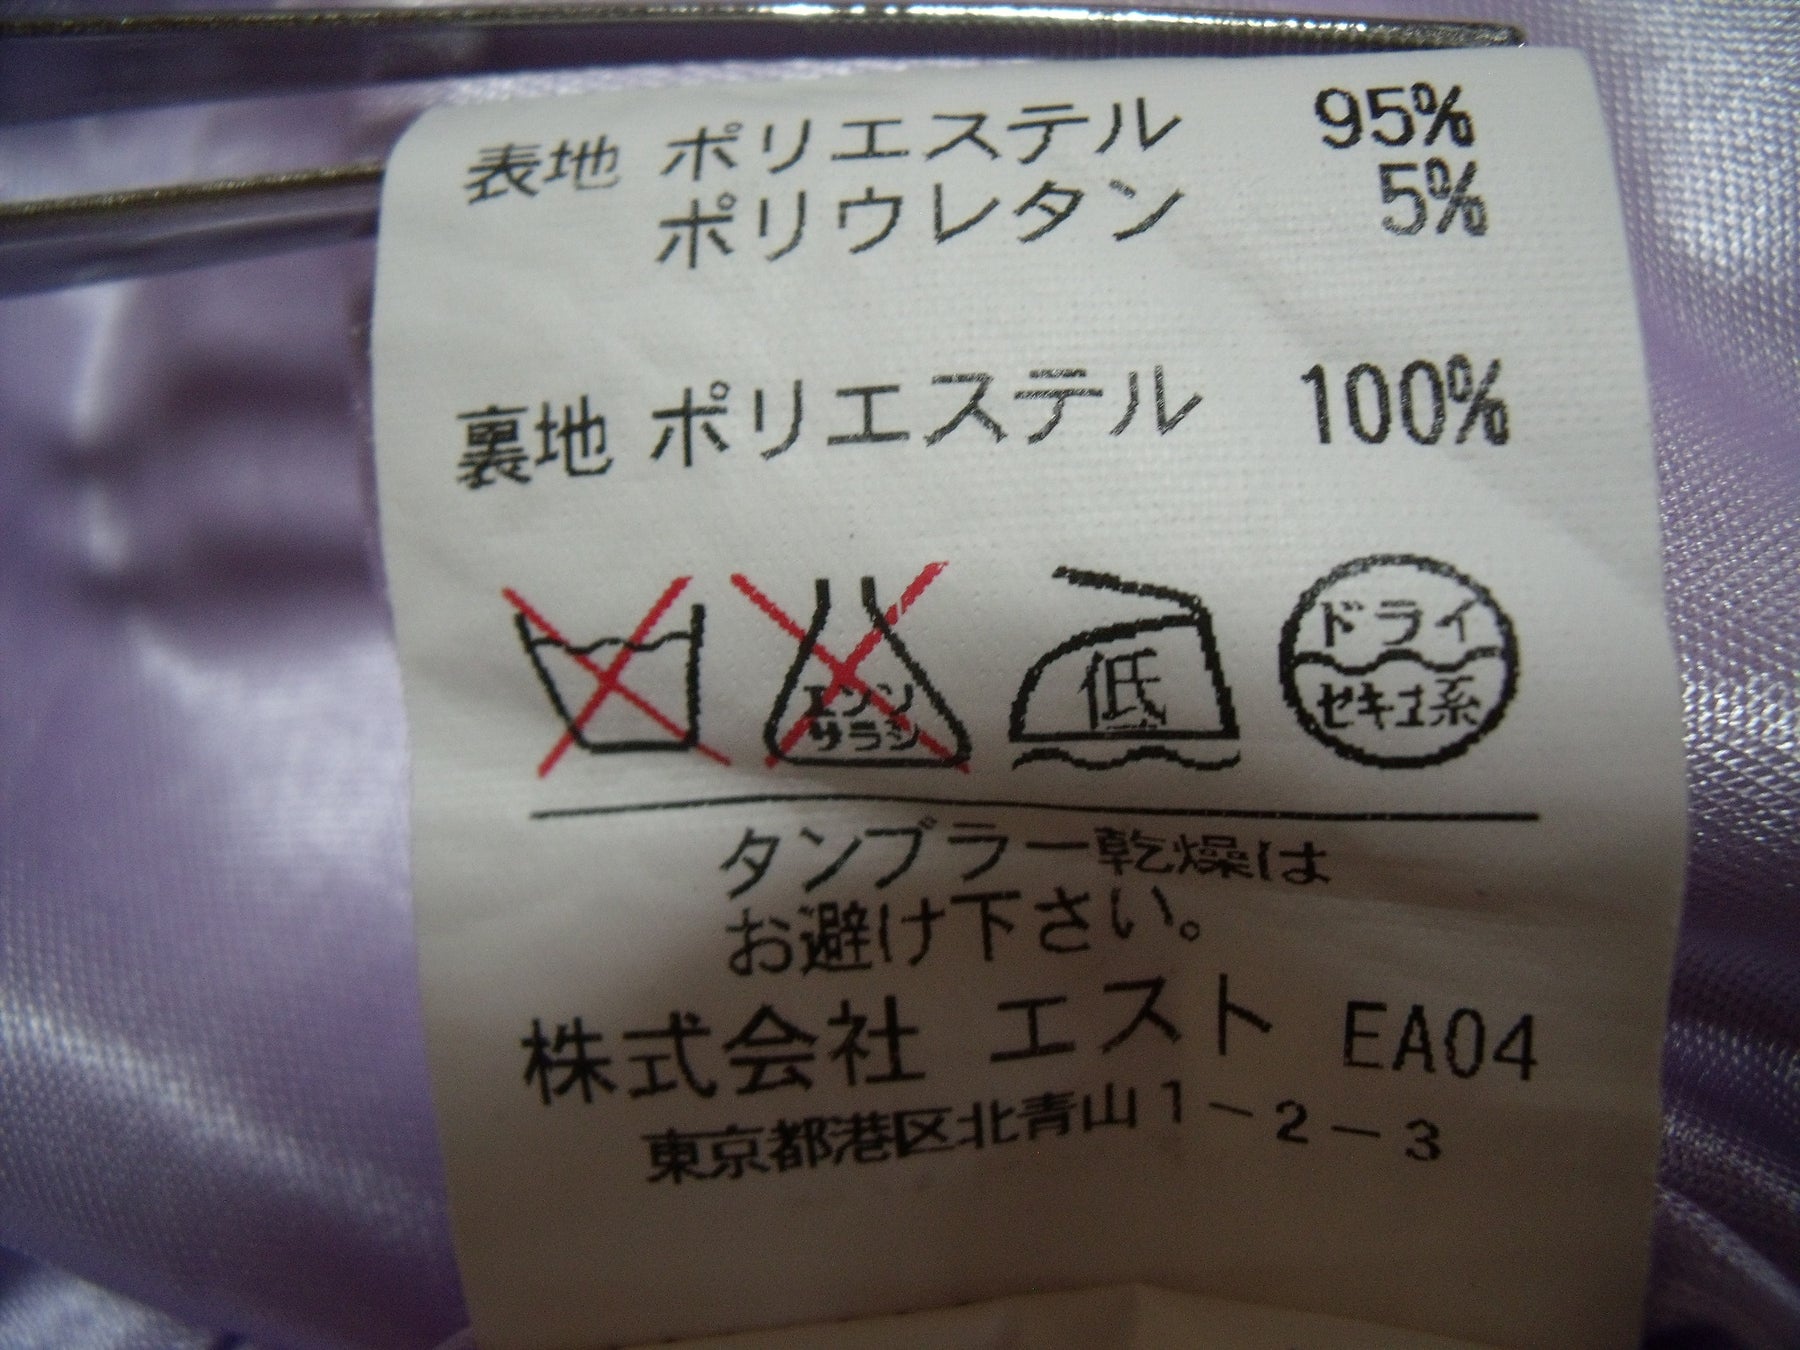 表地 ポリエステル 95%
ポリウレタン 5%
裏地 ポリエステル 100%
エンソ
サラシ
低
ドライ
セキユ系
タンブラー乾燥は
お避け下さい。
株式会社 エスト EA04
東京都港区北青山1-2-3